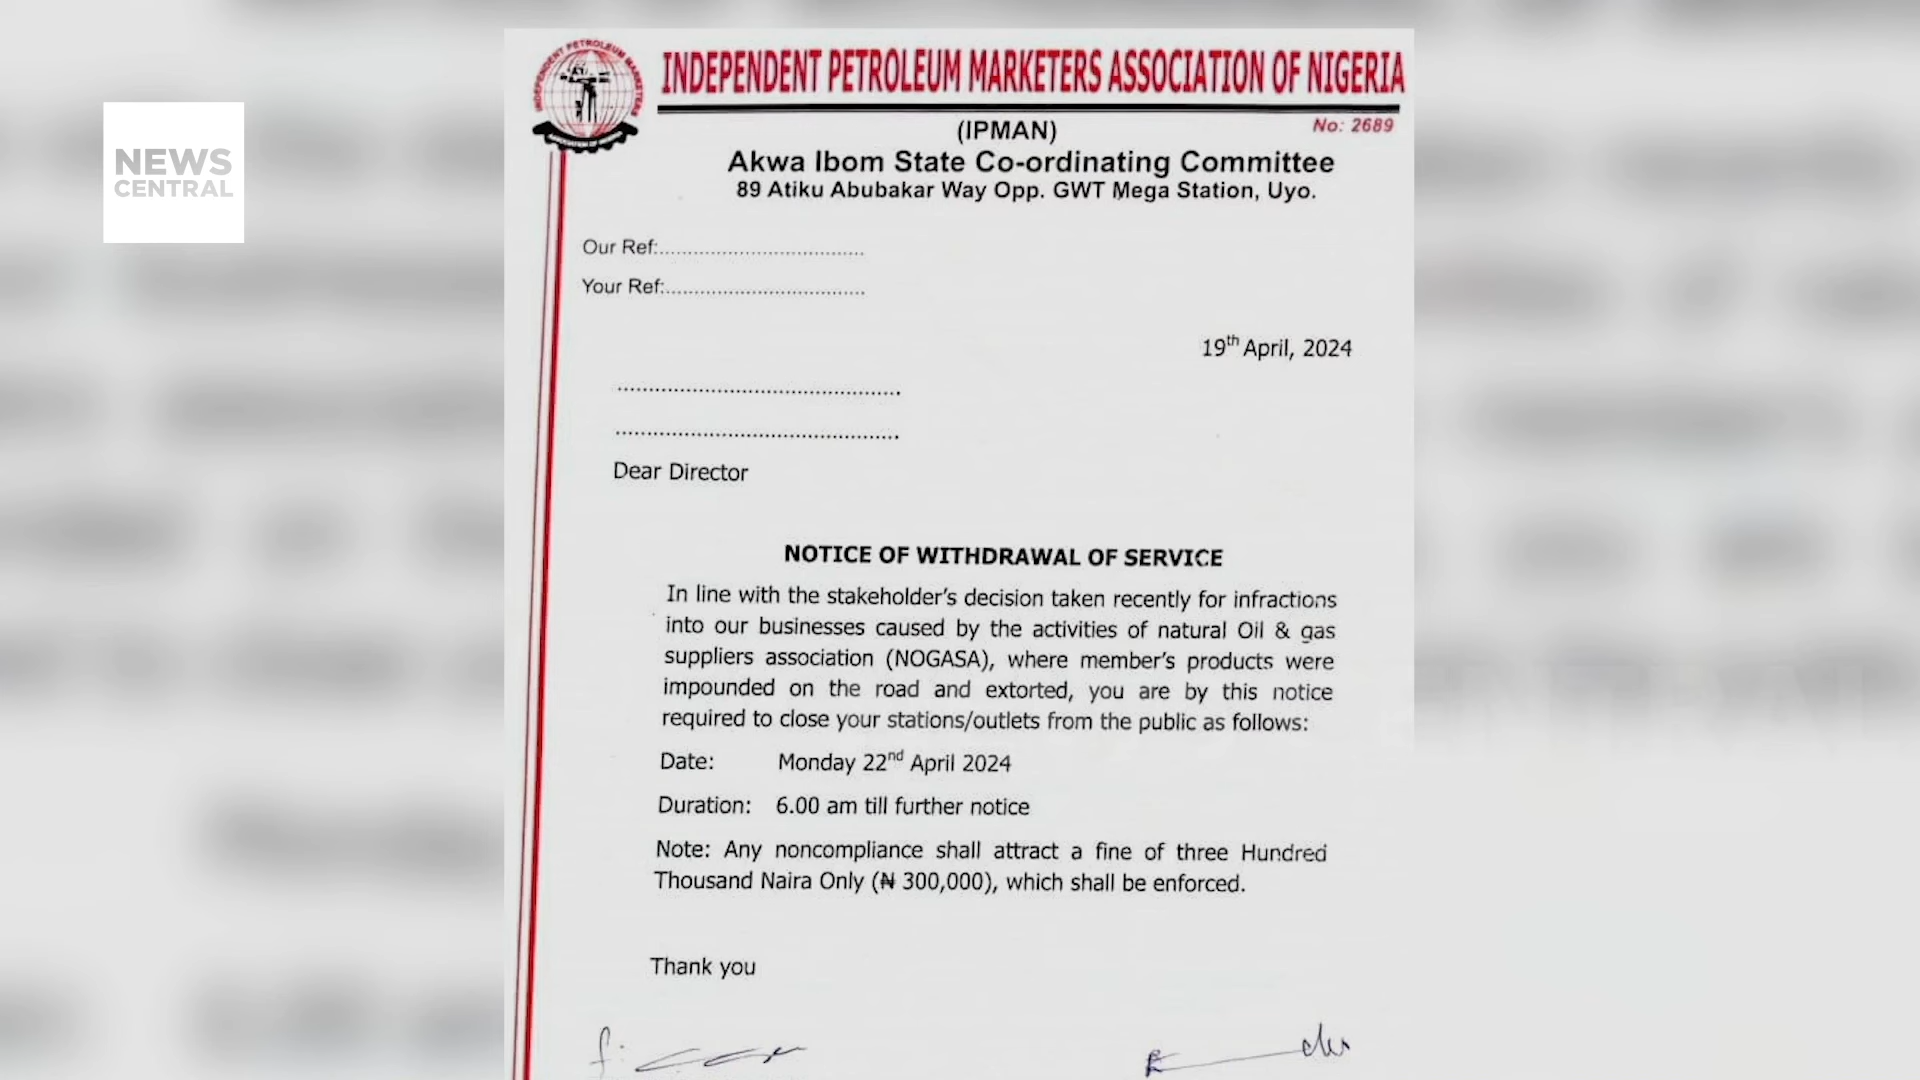 NEWS
CENTRAL
INDEPENDENT PETROLEUM MARKETERS
INDEPENDENT PETROLEUM MARKETERS ASSOCIATION OF NIGERIA
(IPMAN)
No: 2689
Akwa Ibom State Co-ordinating Committee
89 Atiku Abubakar Way Opp. GWT Mega Station, Uyo.
Our Ref:................................
Your Ref:................................
19th April, 2024
Dear Director
NOTICE OF WITHDRAWAL OF SERVICE
In line with the stakeholder's decision taken recently for infractions
into our businesses caused by the activities of natural Oil & gas
suppliers association (NOGASA), where member's products were
impounded on the road and extorted, you are by this notice
required to close your stations/outlets from the public as follows:
Date: Monday 22nd April 2024
Duration: 6.00 am till further notice
Note: Any noncompliance shall attract a fine of three Hundred
Thousand Naira Only (₦ 300,000), which shall be enforced.
Thank you